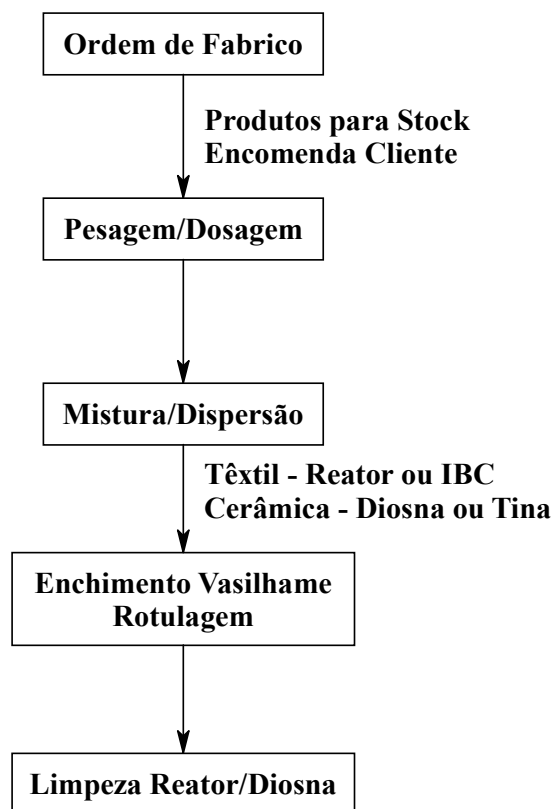 Ordem de Fabrico
Produtos para Stock
Encomenda Cliente
Pesagem/Dosagem
Mistura/Dispersão
Têxtil - Reator ou IBC
Cerâmica - Diosna ou Tina
Enchimento Vasilhame
Rotulagem
Limpeza Reator/Diosna